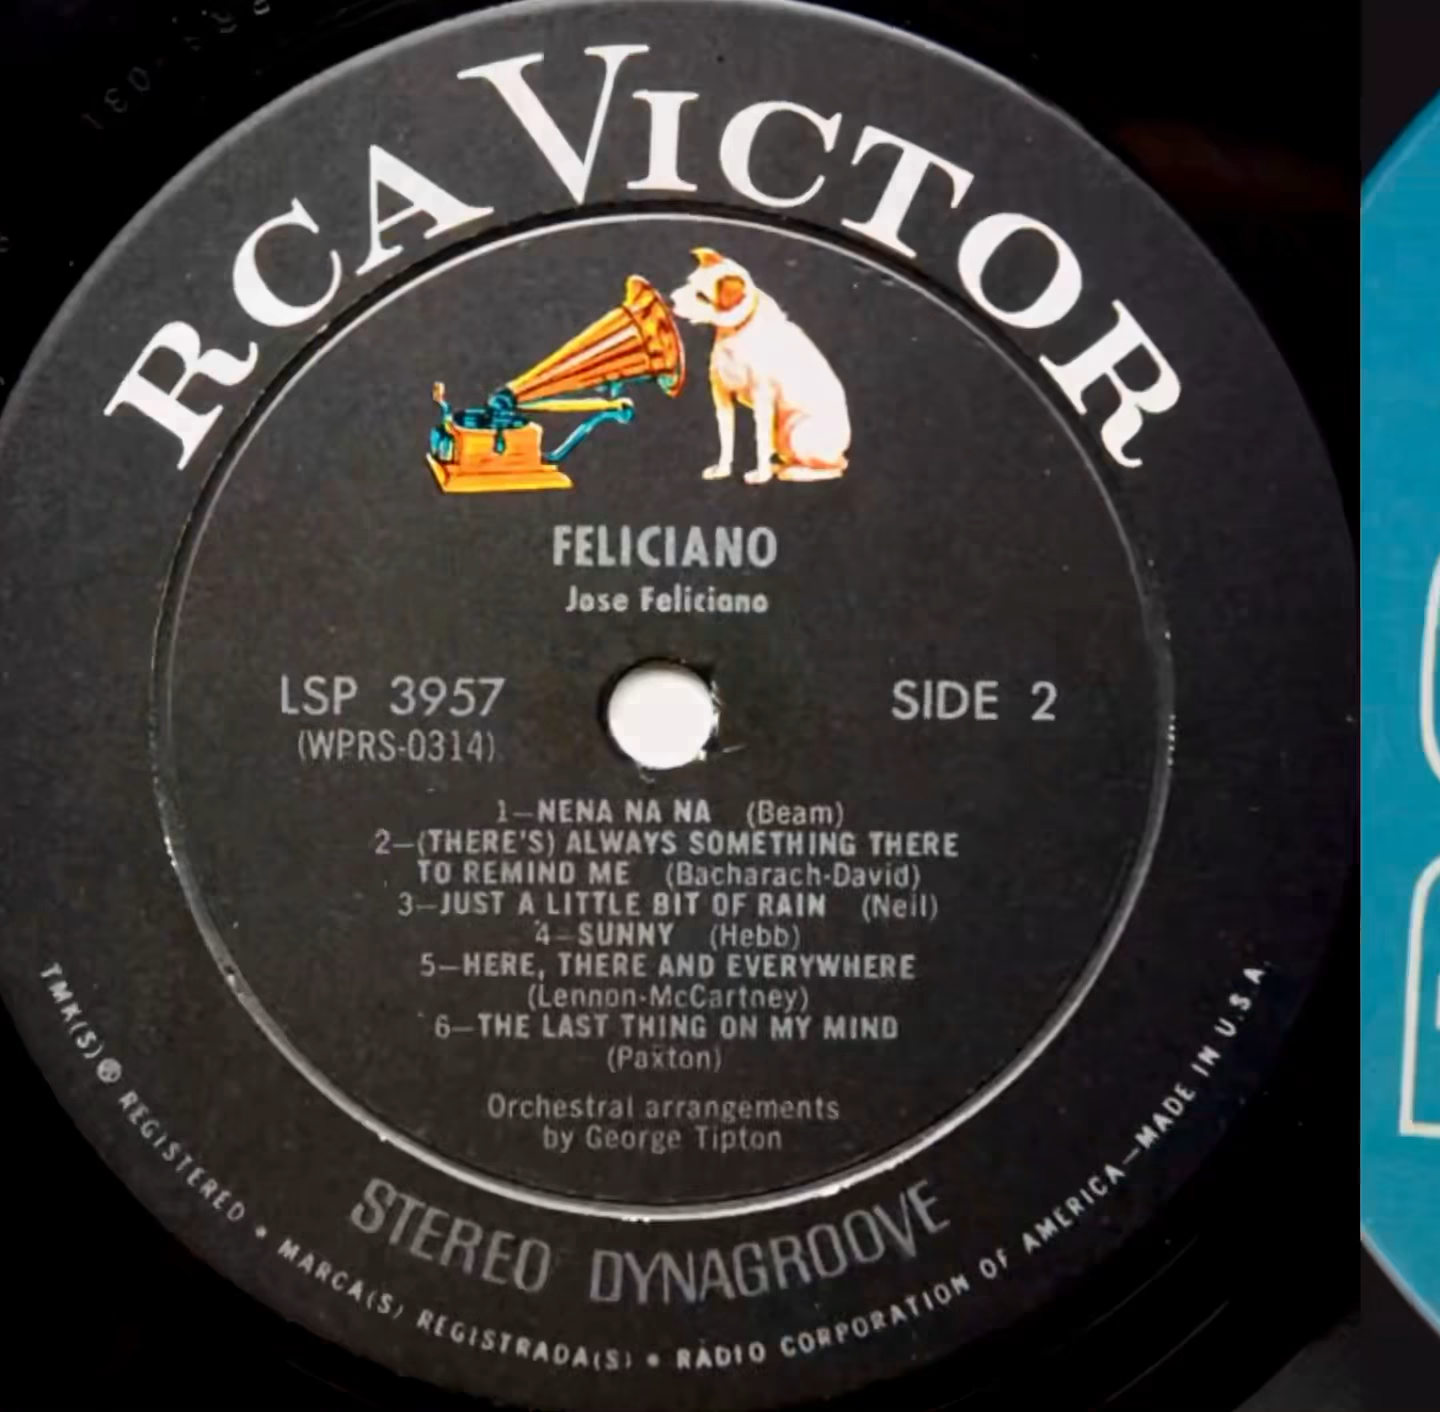 RCA VICTOR
FELICIANO
Jose Feliciano
LSP 3957
(WPRS-0314)
SIDE 2
1—NENA NA NA (Beam)
2—(THERE'S) ALWAYS SOMETHING THERE
TO REMIND ME (Bacharach-David)
3—JUST A LITTLE BIT OF RAIN (Neil)
4—SUNNY (Hebb)
5—HERE, THERE AND EVERYWHERE
(Lennon-McCartney)
6—THE LAST THING ON MY MIND
(Paxton)
Orchestral arrangements
by George Tipton
STEREO DYNAGROOVE
TMK(S) ® REGISTERED • MARCA(S) REGISTRADA(S) • RADIO CORPORATION OF AMERICA—MADE IN U.S.A.